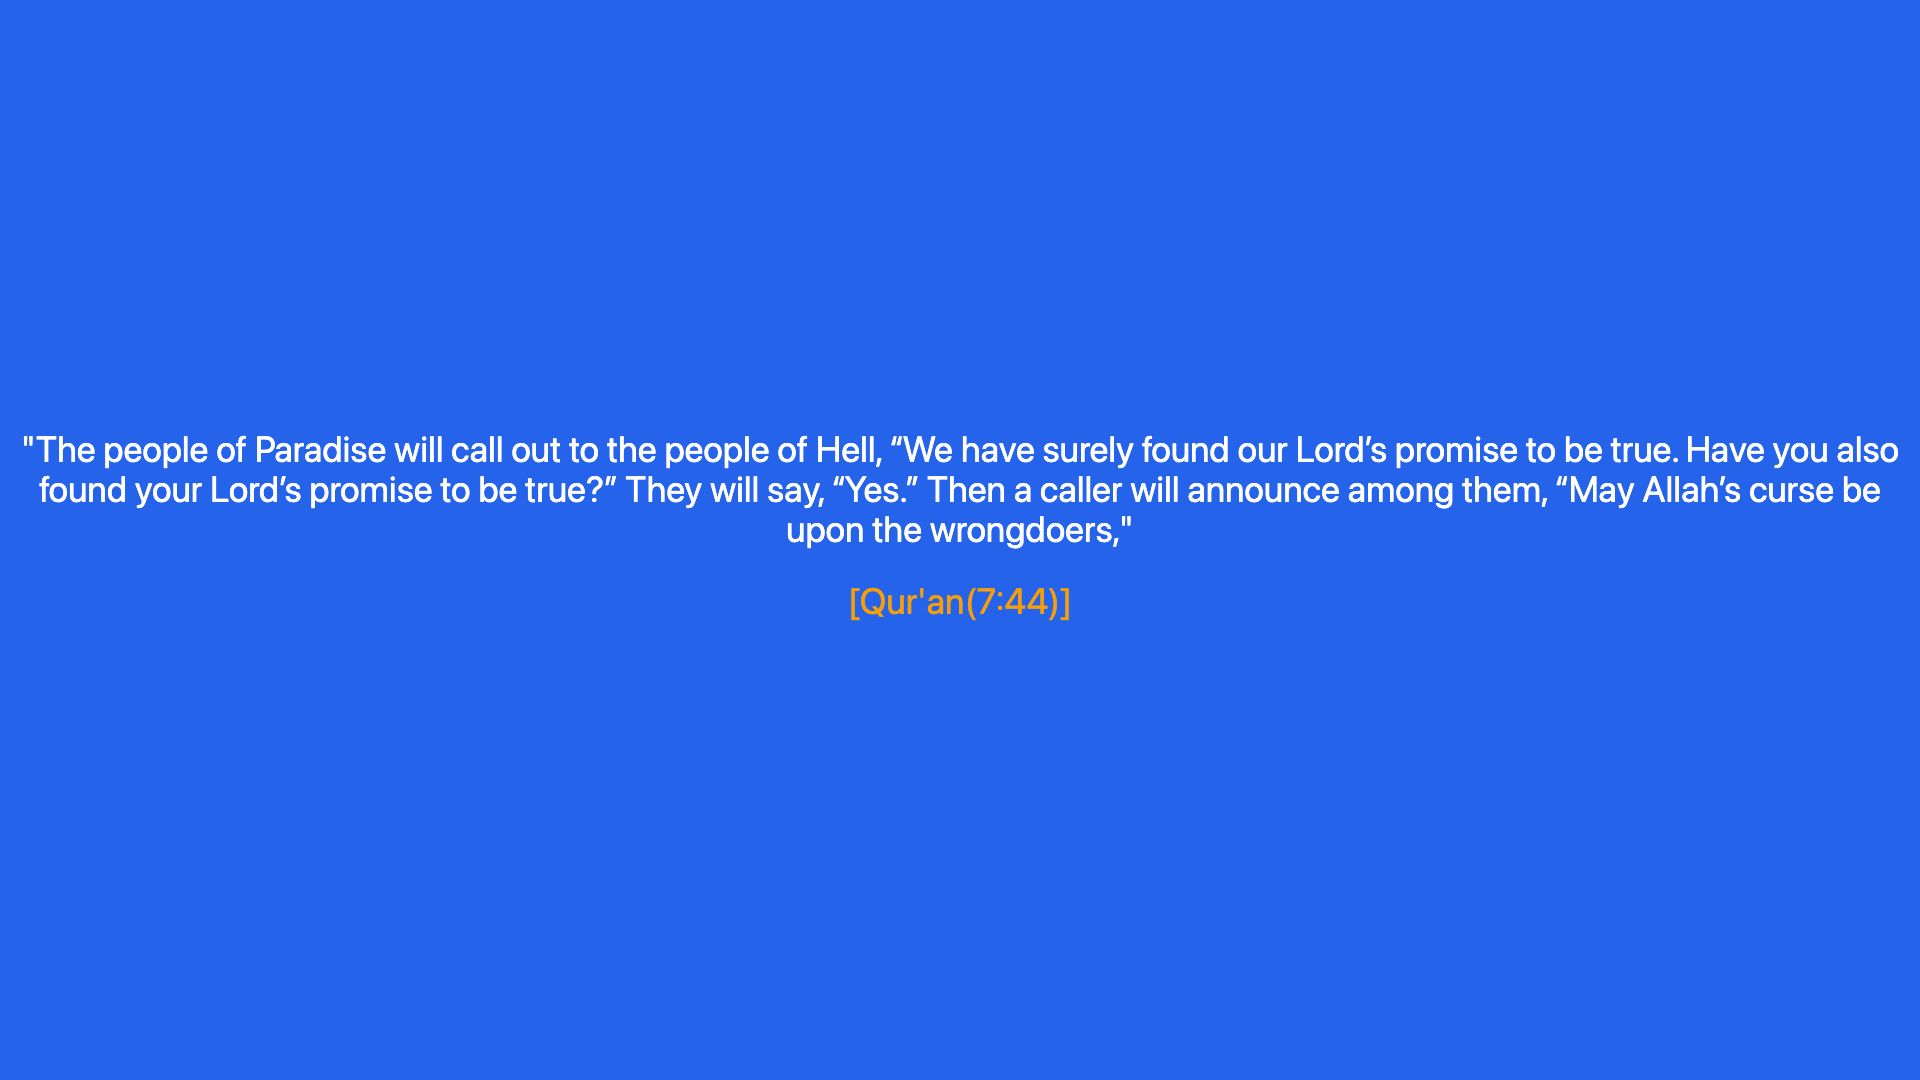 "The people of Paradise will call out to the people of Hell, “We have surely found our Lord’s promise to be true. Have you also
found your Lord’s promise to be true?” They will say, “Yes.” Then a caller will announce among them, “May Allah’s curse be
upon the wrongdoers,"
[Qur'an(7:44)]